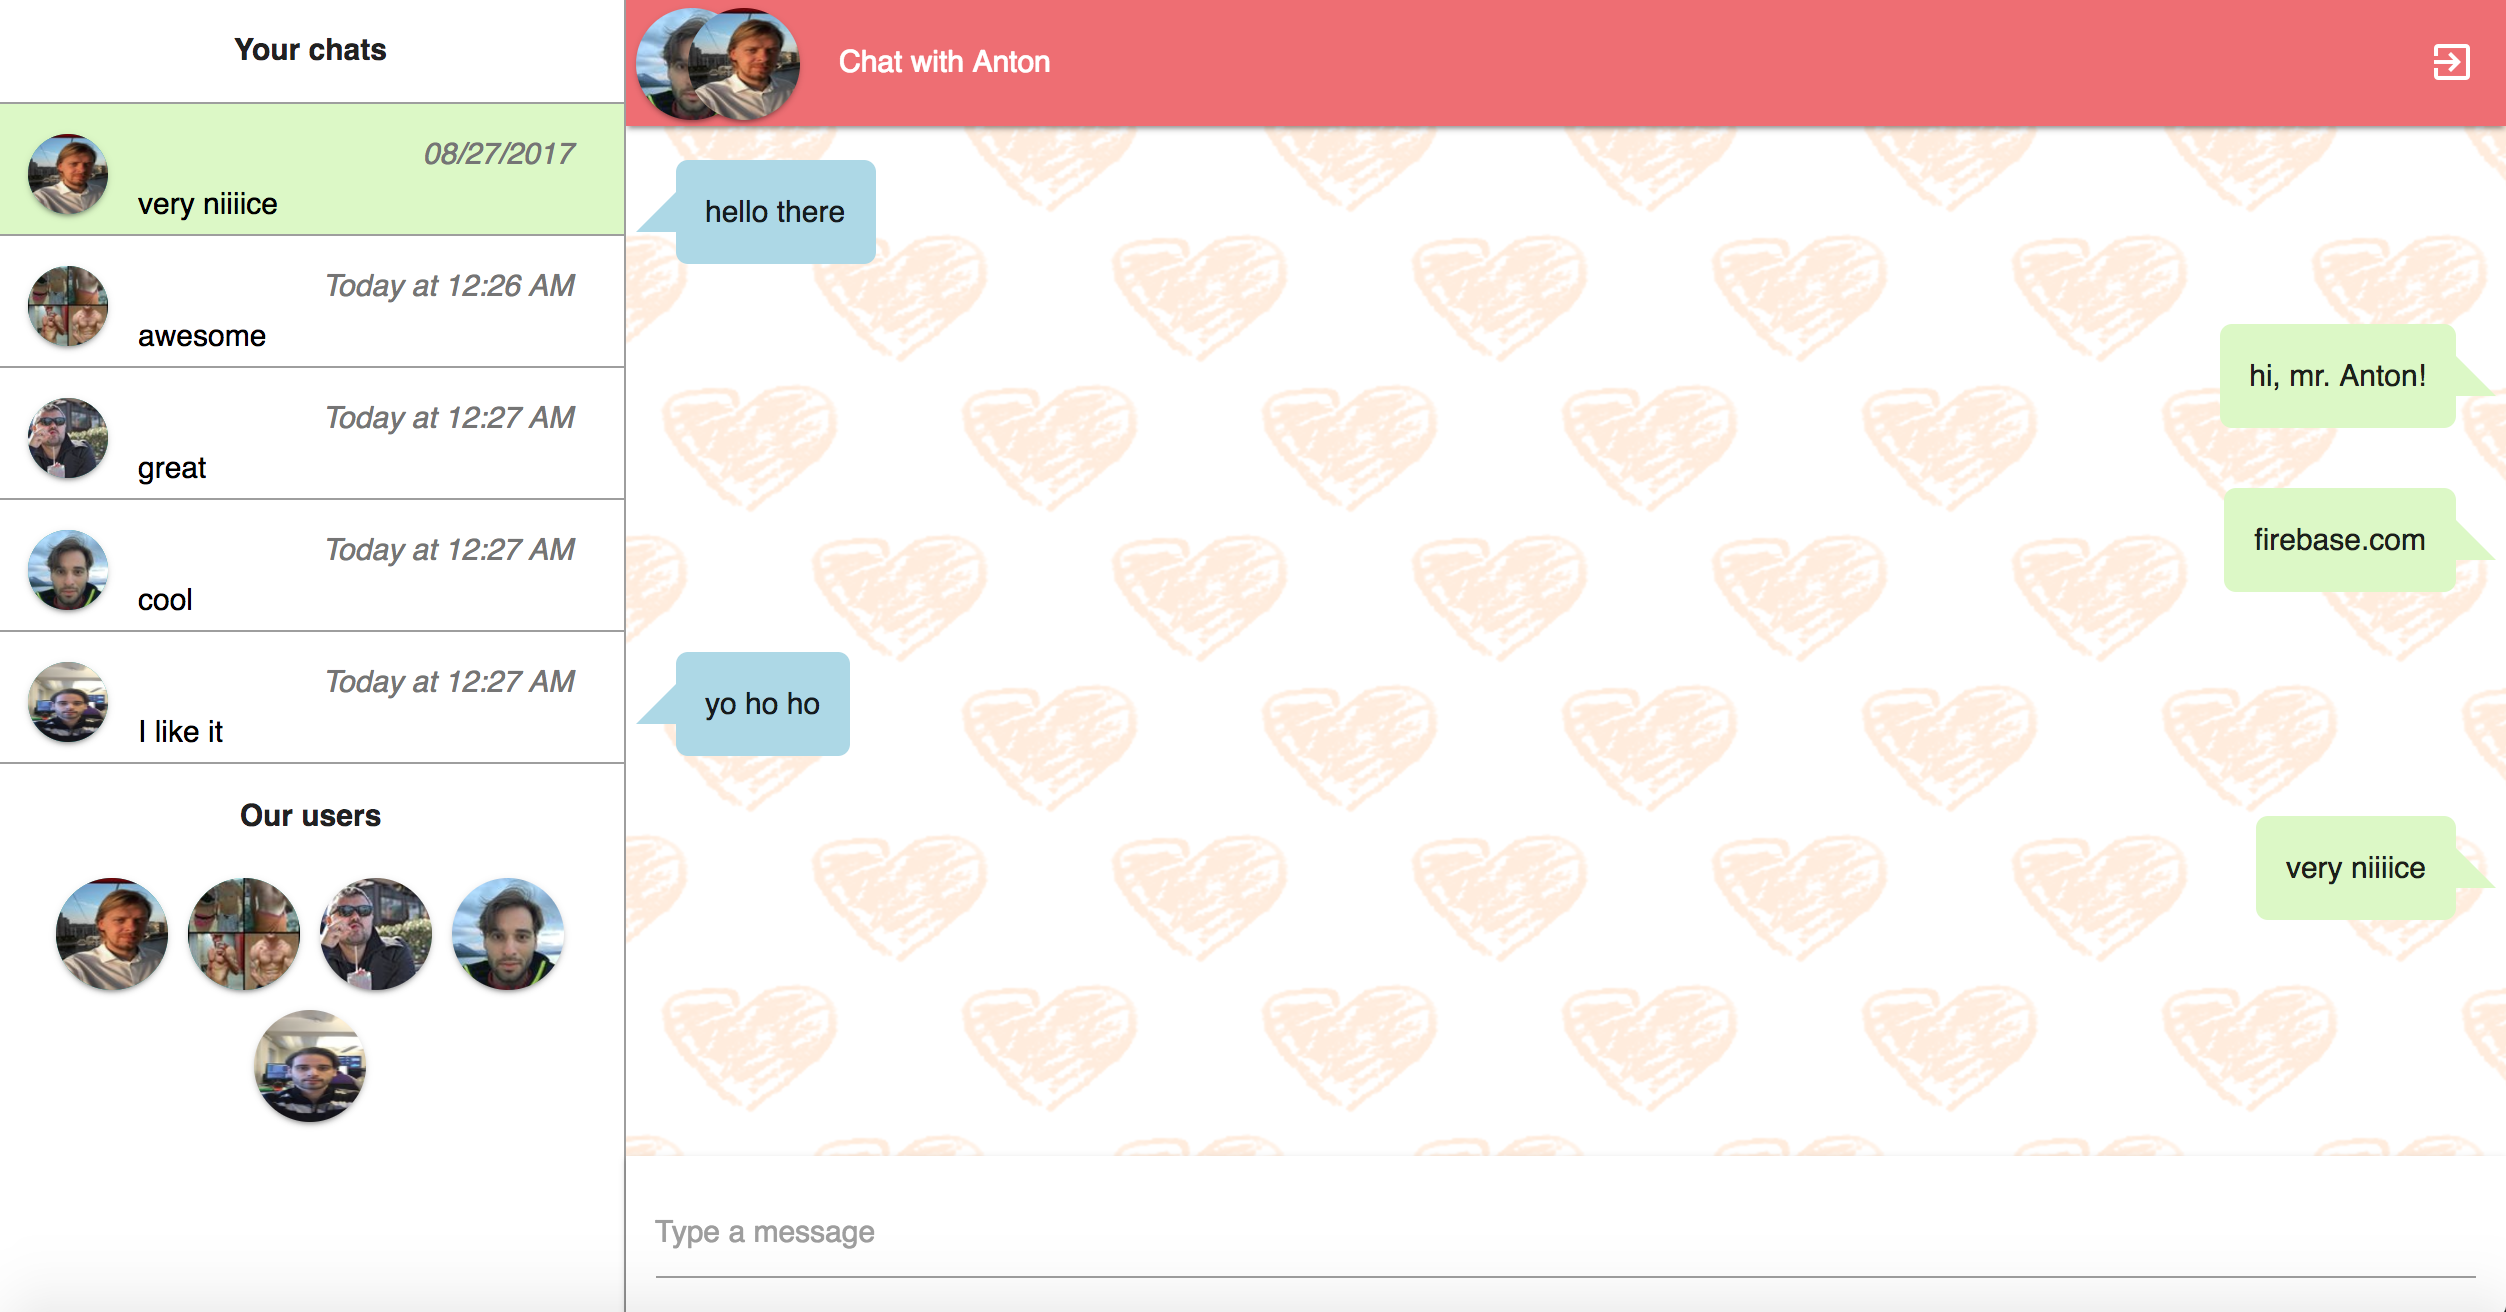 Your chats
08/27/2017
very niiiice
Today at 12:26 AM
awesome
Today at 12:27 AM
great
Today at 12:27 AM
cool
Today at 12:27 AM
I like it
Our users
Chat with Anton
hello there
hi, mr. Anton!
firebase.com
yo ho ho
very niiiice
Type a message